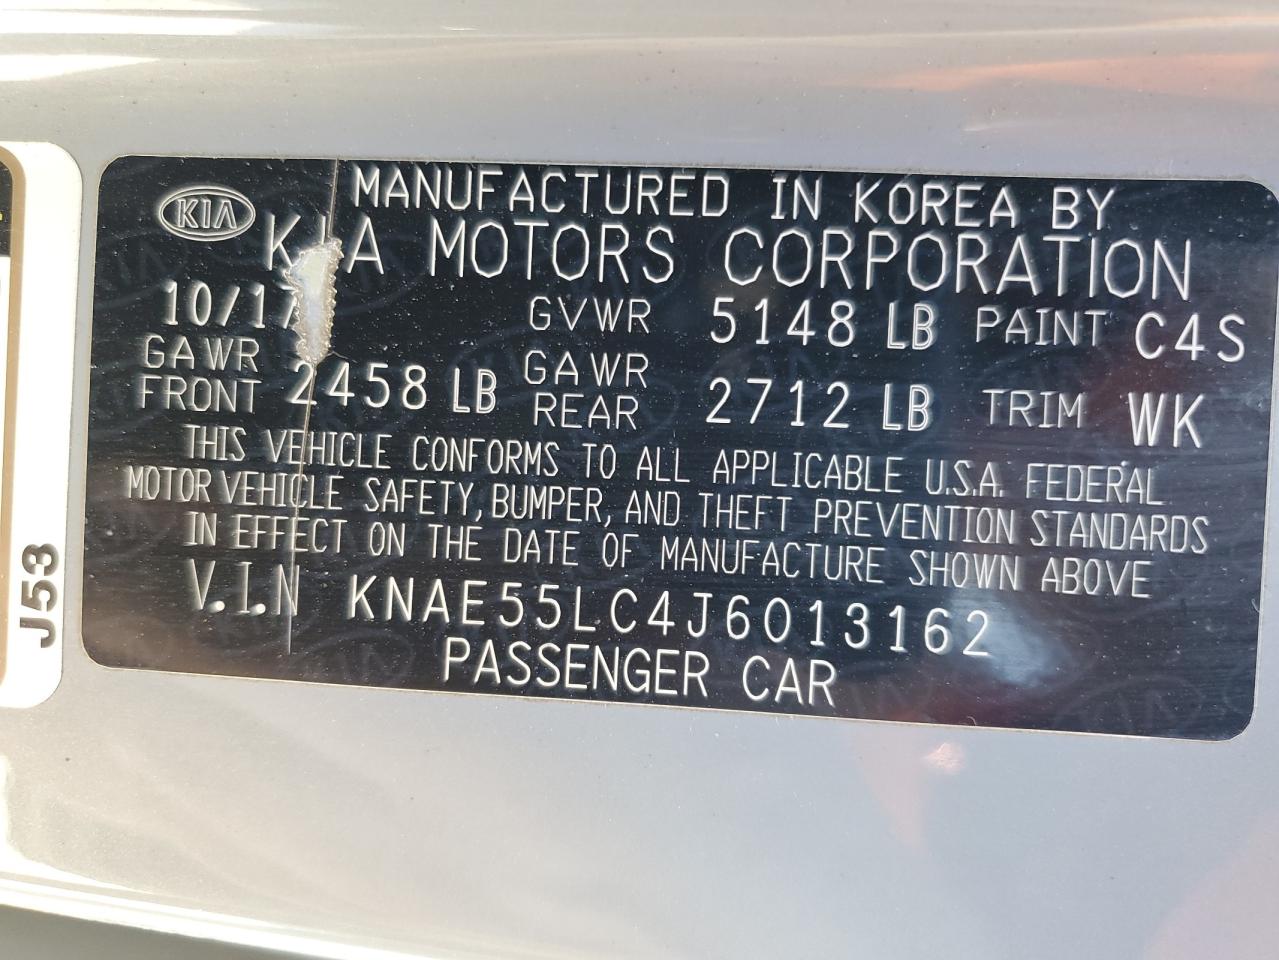 KIA
MANUFACTURED IN KOREA BY
KIA MOTORS CORPORATION
10/17 GVWR 5148 LB PAINT C4S
GAWR FRONT 2458 LB GAWR REAR 2712 LB TRIM WK
THIS VEHICLE CONFORMS TO ALL APPLICABLE U.S.A. FEDERAL
MOTOR VEHICLE SAFETY, BUMPER, AND THEFT PREVENTION STANDARDS
IN EFFECT ON THE DATE OF MANUFACTURE SHOWN ABOVE
V.I.N KNAE55LC4J6013162
PASSENGER CAR
J53